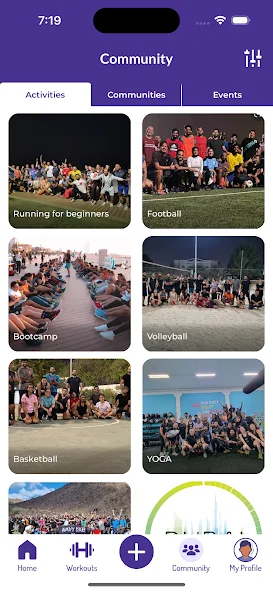 7:19
Community
Activities
Communities
Events
Running for beginners
Football
Bootcamp
Volleyball
Basketball
YOGA
Home
Workouts
Community
My Profile